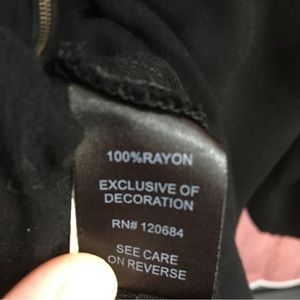 100%RAYON
EXCLUSIVE OF
DECORATION
RN# 120684
SEE CARE
ON REVERSE